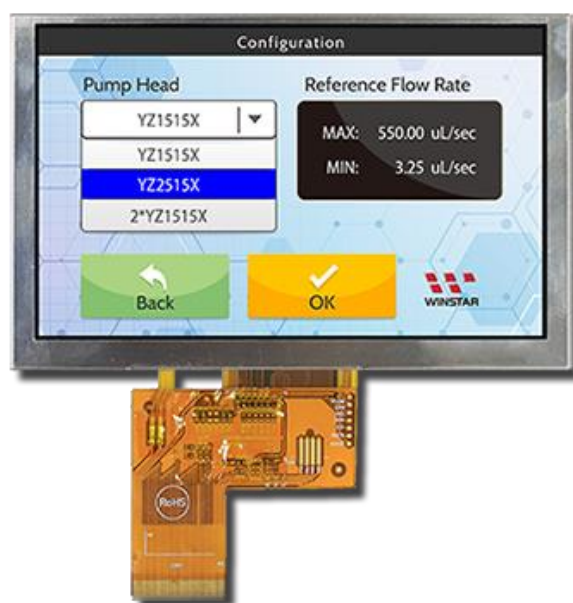 Configuration
Pump Head
Reference Flow Rate
YZ1515X
MAX: 550.00 uL/sec
YZ1515X
MIN: 3.25 uL/sec
YZ2515X
2*YZ1515X
Back
OK
WINSTAR
RoHS